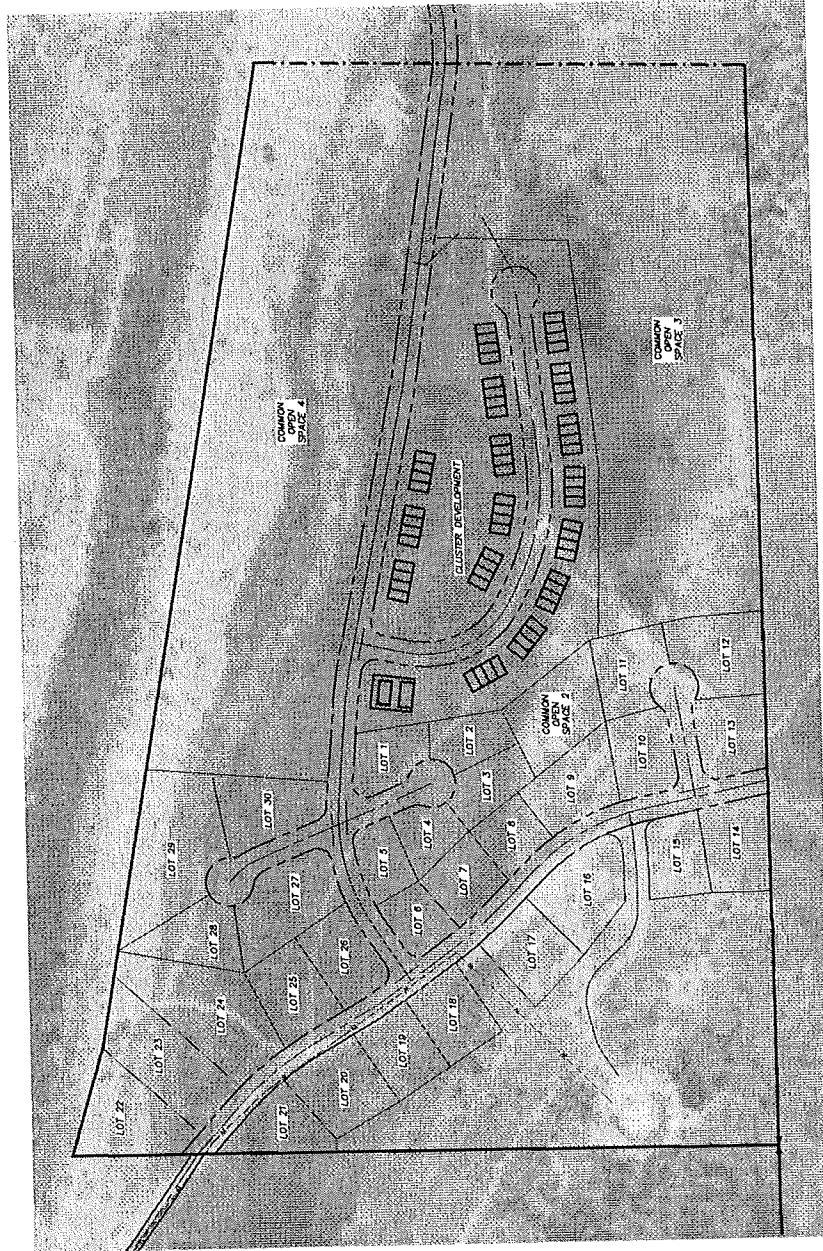 LOT 22
LOT 23
LOT 29
LOT 28
LOT 24
LOT 30
COMMON
OPEN
SPACE 4
LOT 21
LOT 25
LOT 27
LOT 20
LOT 26
LOT 5
LOT 1
LOT 19
LOT 6
LOT 4
LOT 18
CLUSTER DEVELOPMENT
LOT 7
LOT 2
LOT 3
LOT 8
LOT 17
COMMON
OPEN
SPACE 2
LOT 9
LOT 16
LOT 11
LOT 10
COMMON
OPEN
SPACE 3
LOT 15
LOT 12
LOT 13
LOT 14